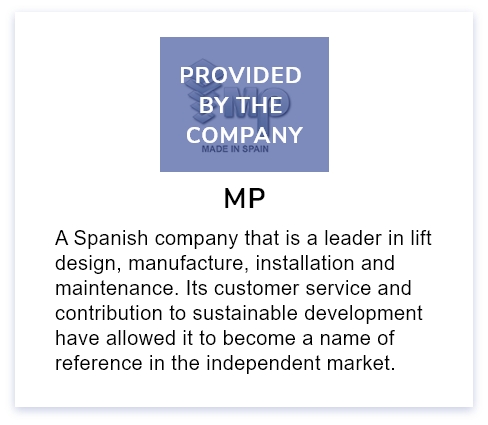 PROVIDED
BY THE
COMPANY
mp
MADE IN SPAIN
MP
A Spanish company that is a leader in lift
design, manufacture, installation and
maintenance. Its customer service and
contribution to sustainable development
have allowed it to become a name of
reference in the independent market.